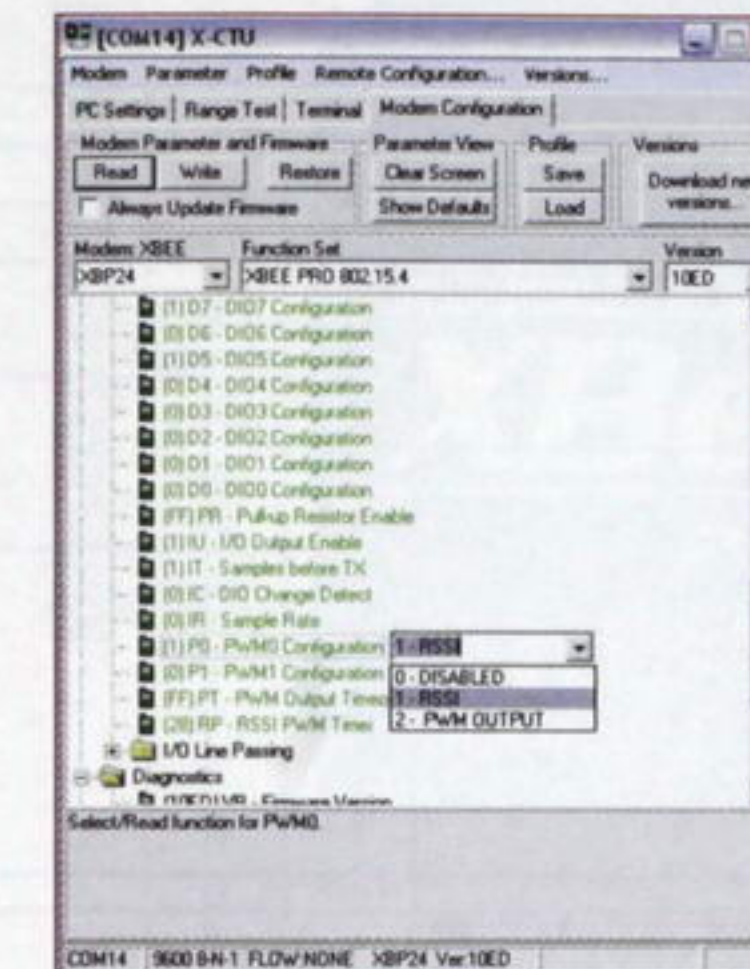 [COM14] X-CTU
Modem Parameter Profile Remote Configuration... Versions...
PC Settings Range Test Terminal Modem Configuration
Modem Parameter and Firmware Parameter View Profile Versions
Read Write Restore Clear Screen Save Download new
Always Update Firmware Show Defaults Load versions...
Modem: XBEE Function Set Version
XBP24 XBEE PRO 802.15.4 10ED
(1) D7 - DIO7 Configuration
(0) D6 - DIO6 Configuration
(1) D5 - DIO5 Configuration
(0) D4 - DIO4 Configuration
(0) D3 - DIO3 Configuration
(0) D2 - DIO2 Configuration
(0) D1 - DIO1 Configuration
(0) D0 - DIO0 Configuration
(FF) PR - Pull-up Resistor Enable
(1) IU - I/O Output Enable
(1) IT - Samples before TX
(0) IC - DIO Change Detect
(0) IR - Sample Rate
(1) P0 - PWM0 Configuration 1 - RSSI
(0) P1 - PWM1 Configuration 0 - DISABLED
(FF) PT - PWM Output 1 - RSSI
(28) RP - RSSI PWM Timer 2 - PWM OUTPUT
I/O Line Passing
Diagnostics
(10ED) VR - Firmware Version
Select/Read function for PWM0.
COM14 9600 8-N-1 FLOW:NONE XBP24 Ver:10ED